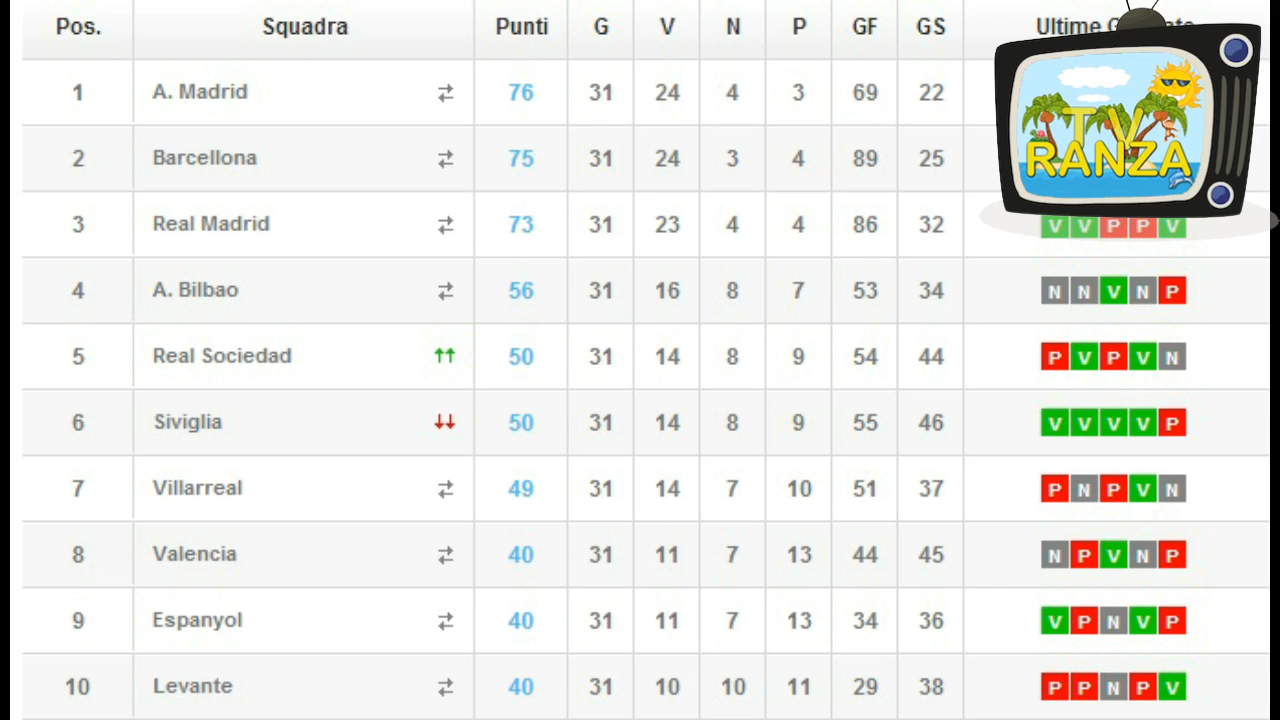 Pos. Squadra Punti G V N P GF GS Ultime
1 A. Madrid 76 31 24 4 3 69 22
2 Barcellona 75 31 24 3 4 89 25
3 Real Madrid 73 31 23 4 4 86 32 V V P P V
4 A. Bilbao 56 31 16 8 7 53 34 N N V N P
5 Real Sociedad 50 31 14 8 9 54 44 P V P V N
6 Siviglia 50 31 14 8 9 55 46 V V V V P
7 Villarreal 49 31 14 7 10 51 37 P N P V N
8 Valencia 40 31 11 7 13 44 45 N P V N P
9 Espanyol 40 31 11 7 13 34 36 V P N V P
10 Levante 40 31 10 10 11 29 38 P P N P V
TV
RANZA